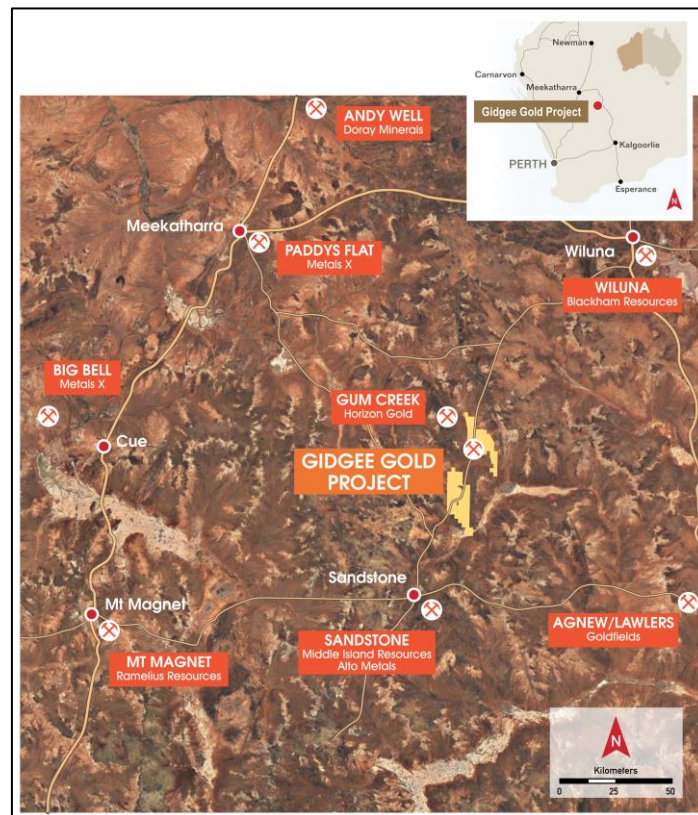 Newman
Carnarvon
Meekatharra
Gidgee Gold Project
Kalgoorlie
PERTH
Esperance
N
ANDY WELL
Doray Minerals
Meekatharra
PADDYS FLAT
Metals X
Wiluna
WILUNA
Blackham Resources
BIG BELL
Metals X
GUM CREEK
Horizon Gold
Cue
GIDGEE GOLD
PROJECT
Sandstone
Mt Magnet
MT MAGNET
Ramelius Resources
SANDSTONE
Middle Island Resources
Alto Metals
AGNEW/LAWLERS
Goldfields
N
Kilometers
0 25 50